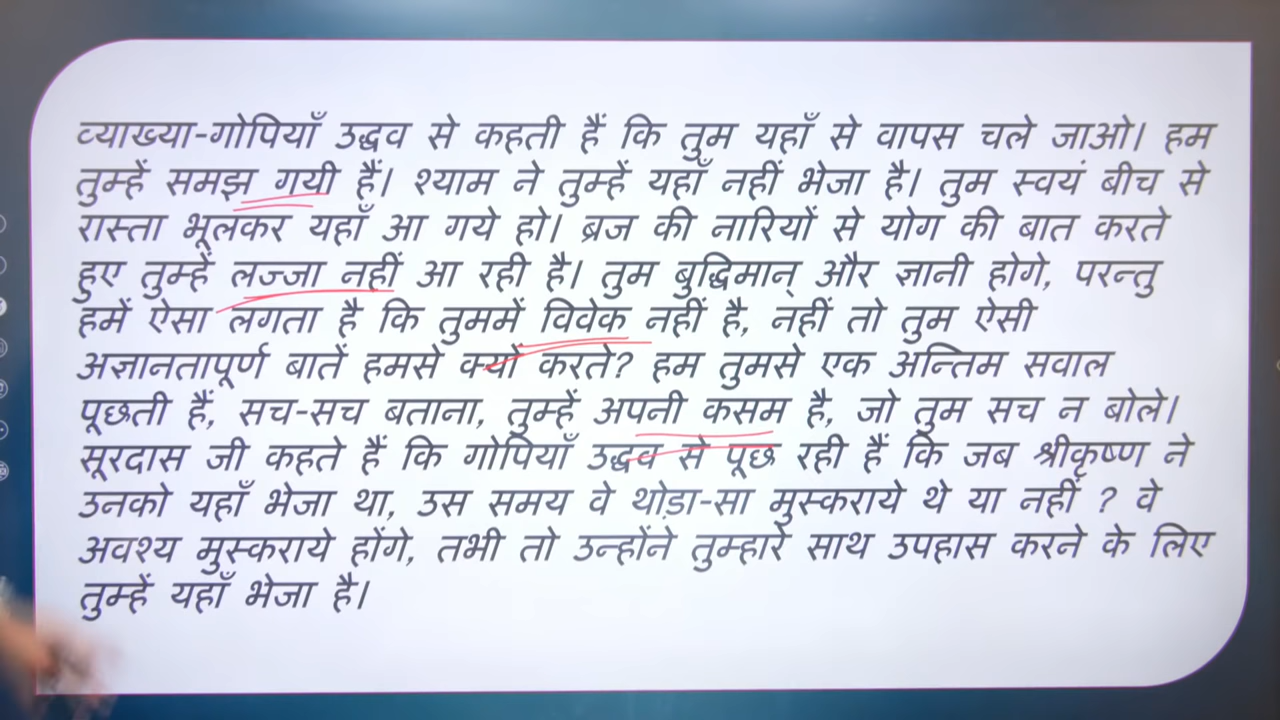 व्याख्या-गोपियाँ उद्धव से कहती हैं कि तुम यहाँ से वापस चले जाओ। हम
तुम्हें समझ गयी हैं। श्याम ने तुम्हें यहाँ नहीं भेजा है। तुम स्वयं बीच से
रास्ता भूलकर यहाँ आ गये हो। ब्रज की नारियों से योग की बात करते
हुए तुम्हें लज्जा नहीं आ रही है। तुम बुद्धिमान् और ज्ञानी होगे, परन्तु
हमें ऐसा लगता है कि तुममें विवेक नहीं है, नहीं तो तुम ऐसी
अज्ञानतापूर्ण बातें हमसे क्यों करते? हम तुमसे एक अन्तिम सवाल
पूछती हैं, सच-सच बताना, तुम्हें अपनी कसम है, जो तुम सच न बोले।
सूरदास जी कहते हैं कि गोपियाँ उद्धव से पूछ रही हैं कि जब श्रीकृष्ण ने
उनको यहाँ भेजा था, उस समय वे थोड़ा-सा मुस्कराये थे या नहीं ? वे
अवश्य मुस्कराये होंगे, तभी तो उन्होंने तुम्हारे साथ उपहास करने के लिए
तुम्हें यहाँ भेजा है।